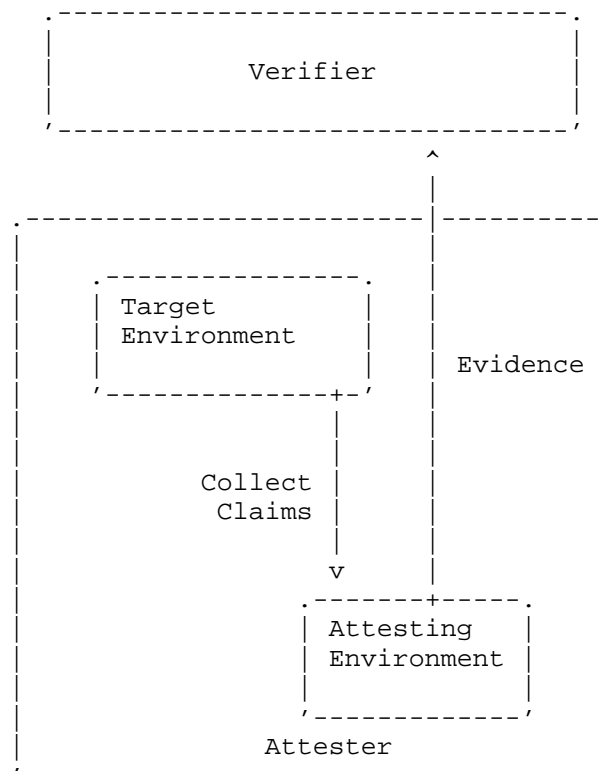 Verifier
Target
Environment
Evidence
Collect
Claims
Attesting
Environment
Attester